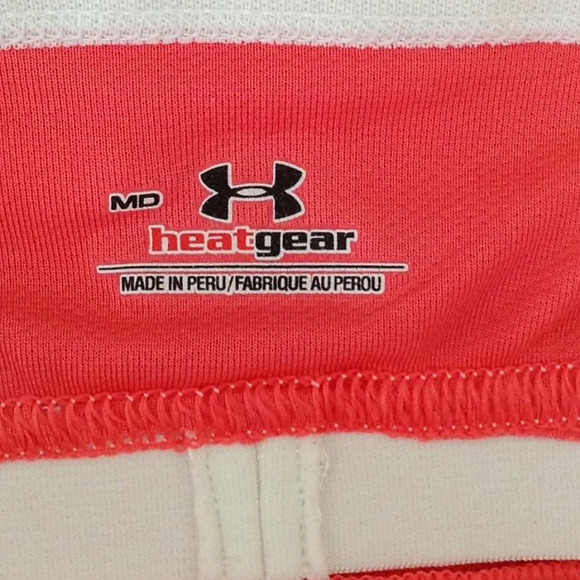 MD
heatgear
MADE IN PERU/FABRIQUE AU PEROU